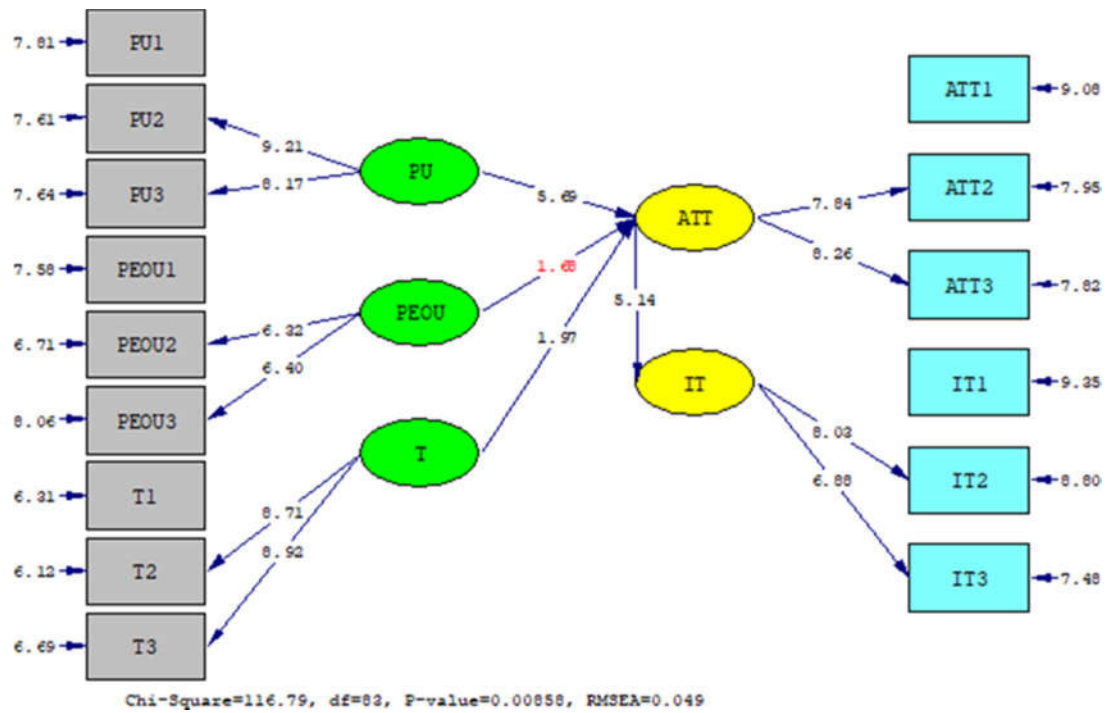 7.81
PU1
7.61
PU2
7.64
PU3
7.58
PEOU1
6.71
PEOU2
8.06
PEOU3
6.31
T1
6.12
T2
6.69
T3
9.21
8.17
6.32
6.40
8.71
8.92
PU
PEOU
T
5.69
1.68
1.97
ATT
5.14
IT
7.84
8.26
8.03
6.88
ATT1
9.08
ATT2
7.95
ATT3
7.82
IT1
9.35
IT2
8.80
IT3
7.48
Chi-Square=116.79, df=83, P-value=0.00858, RMSEA=0.049